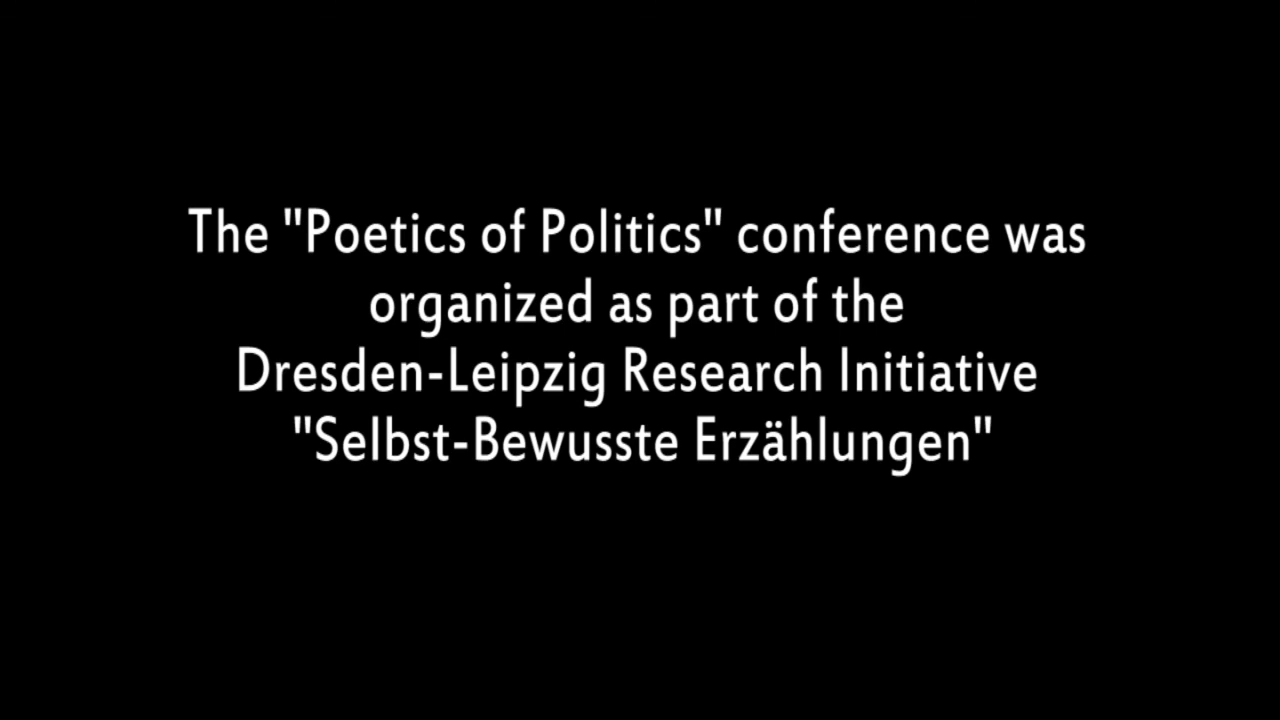 The "Poetics of Politics" conference was
organized as part of the
Dresden-Leipzig Research Initiative
"Selbst-Bewusste Erzählungen"